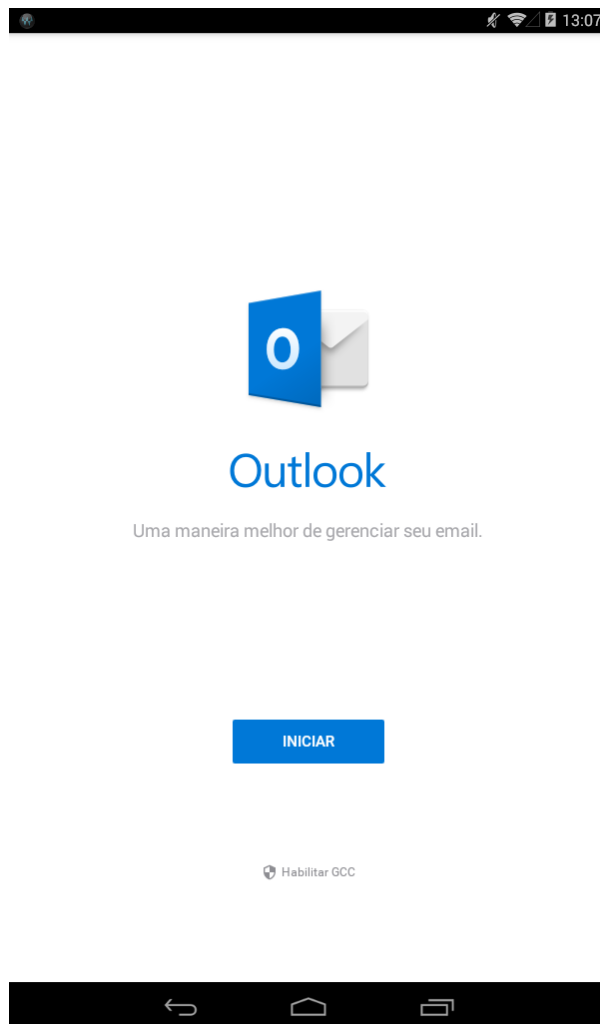 13:07
O
Outlook
Uma maneira melhor de gerenciar seu email.
INICIAR
Habilitar GCC